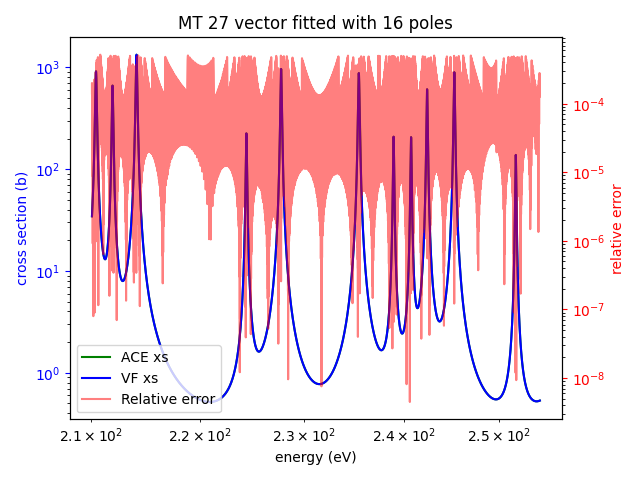 MT 27 vector fitted with 16 poles
10³
10²
10¹
10⁰
cross section (b)
10⁻⁴
10⁻⁵
10⁻⁶
10⁻⁷
10⁻⁸
relative error
ACE xs
VF xs
Relative error
2.1 × 10² 2.2 × 10² 2.3 × 10² 2.4 × 10² 2.5 × 10²
energy (eV)